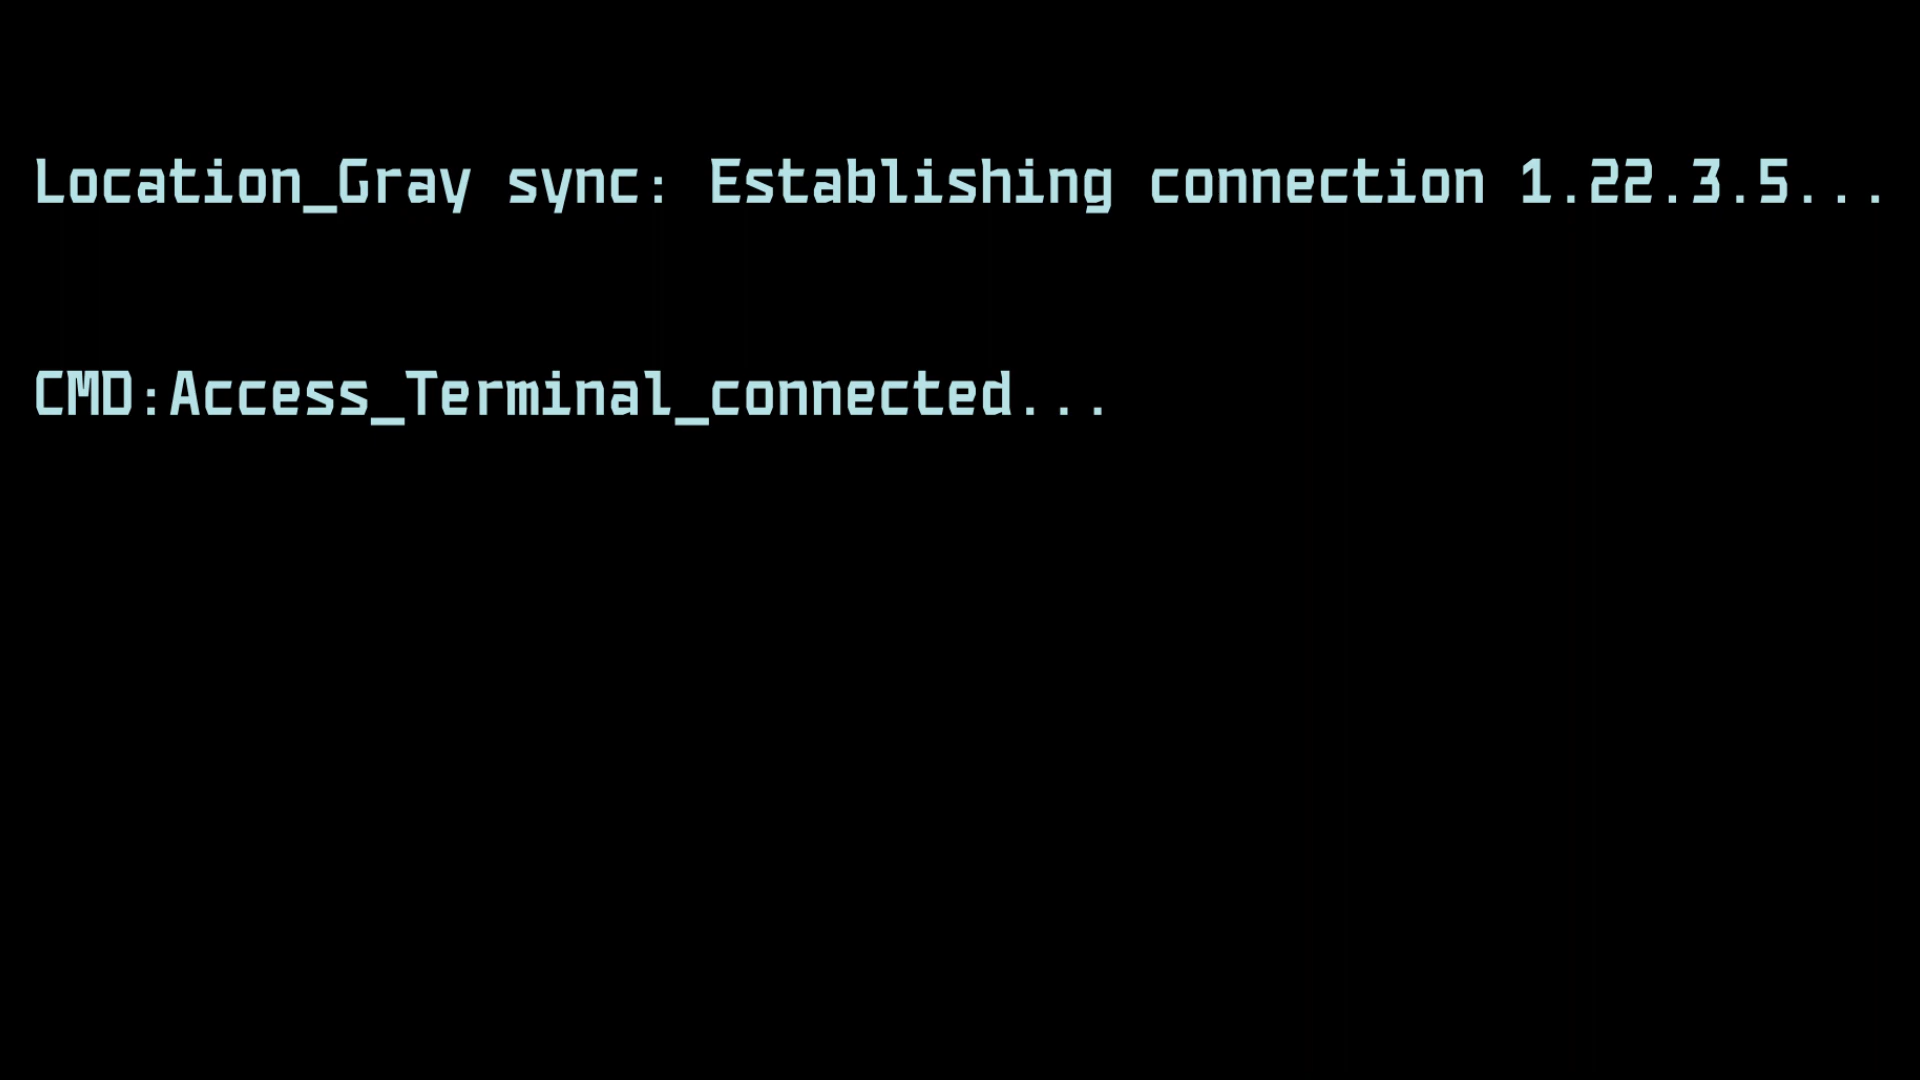 Location_Gray sync: Establishing connection 1.22.3.5...
CMD:Access_Terminal_connected...